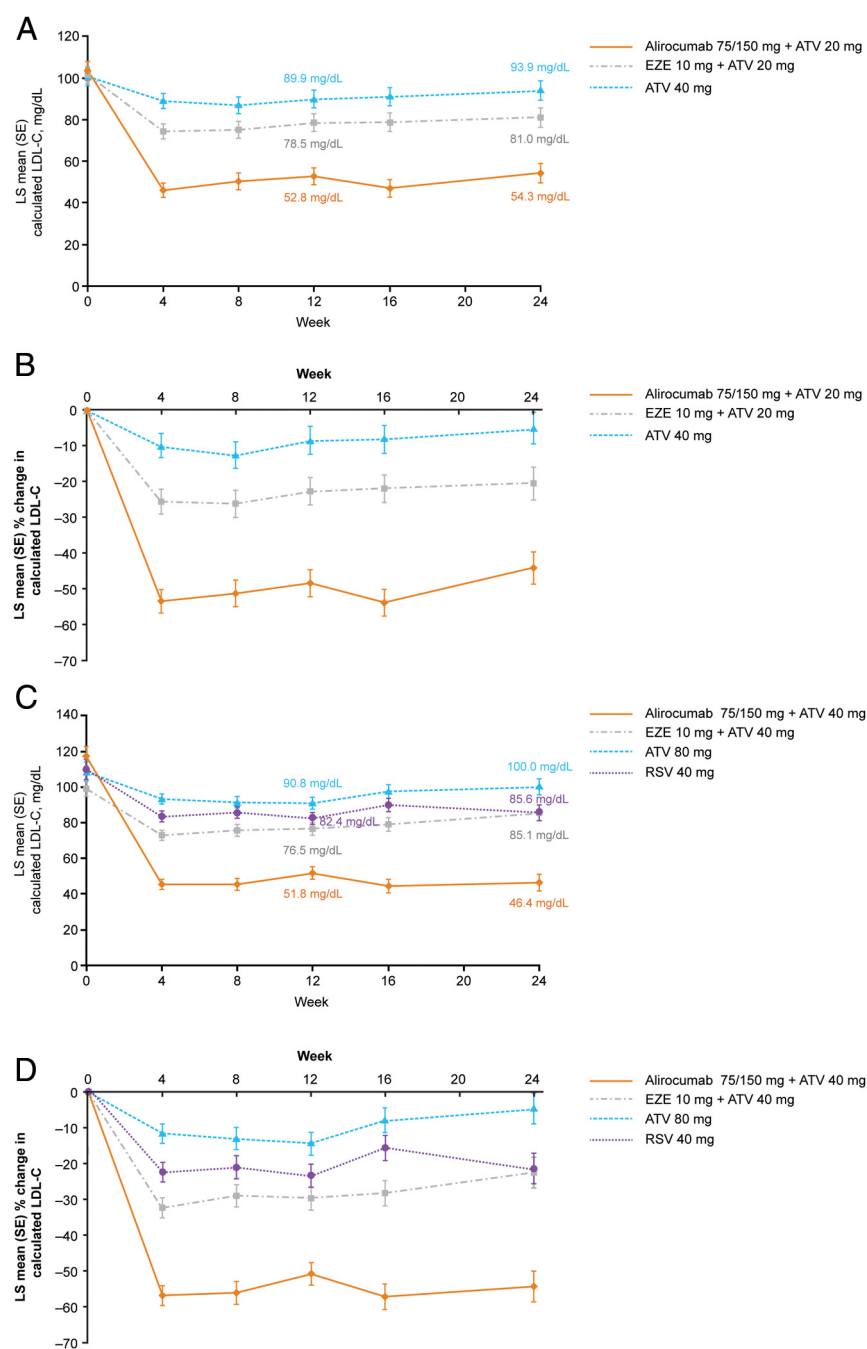 A
LS mean (SE)
calculated LDL-C, mg/dL
120
100
80
60
40
20
0
89.9 mg/dL
93.9 mg/dL
78.5 mg/dL
81.0 mg/dL
52.8 mg/dL
54.3 mg/dL
0 4 8 12 16 20 24
Week
Alirocumab 75/150 mg + ATV 20 mg
EZE 10 mg + ATV 20 mg
ATV 40 mg
B
Week
0 4 8 12 16 20 24
LS mean (SE) % change in
calculated LDL-C
0
–10
–20
–30
–40
–50
–60
–70
Alirocumab 75/150 mg + ATV 20 mg
EZE 10 mg + ATV 20 mg
ATV 40 mg
C
LS mean (SE)
calculated LDL-C, mg/dL
140
120
100
80
60
40
20
0
90.8 mg/dL
100.0 mg/dL
82.4 mg/dL
85.6 mg/dL
76.5 mg/dL
85.1 mg/dL
51.8 mg/dL
46.4 mg/dL
0 4 8 12 16 20 24
Week
Alirocumab 75/150 mg + ATV 40 mg
EZE 10 mg + ATV 40 mg
ATV 80 mg
RSV 40 mg
D
Week
0 4 8 12 16 20 24
LS mean (SE) % change in
calculated LDL-C
0
–10
–20
–30
–40
–50
–60
–70
Alirocumab 75/150 mg + ATV 40 mg
EZE 10 mg + ATV 40 mg
ATV 80 mg
RSV 40 mg